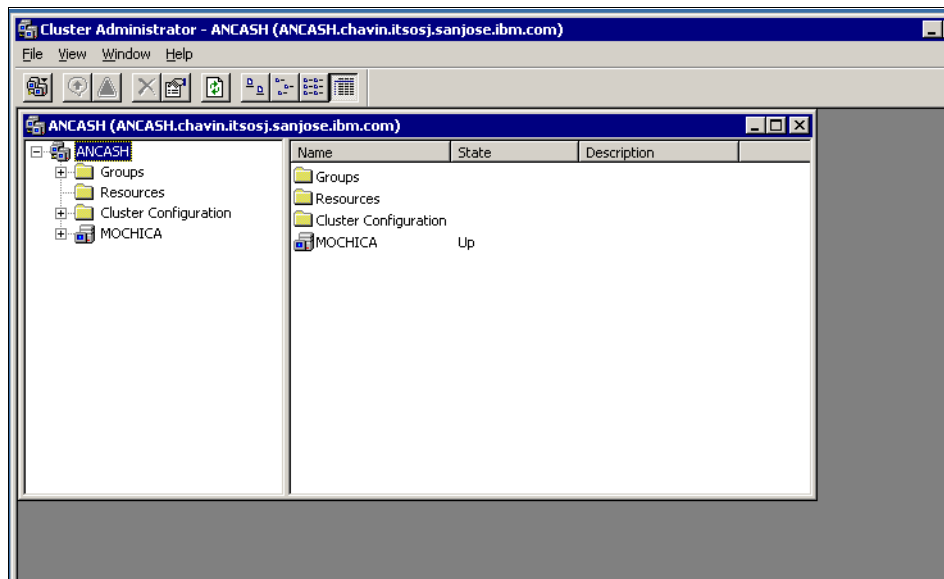 Cluster Administrator - ANCASH (ANCASH.chavin.itsosj.sanjose.ibm.com)
File View Window Help
ANCASH (ANCASH.chavin.itsosj.sanjose.ibm.com)
ANCASH
Groups
Resources
Cluster Configuration
MOCHICA
Name State Description
Groups
Resources
Cluster Configuration
MOCHICA Up